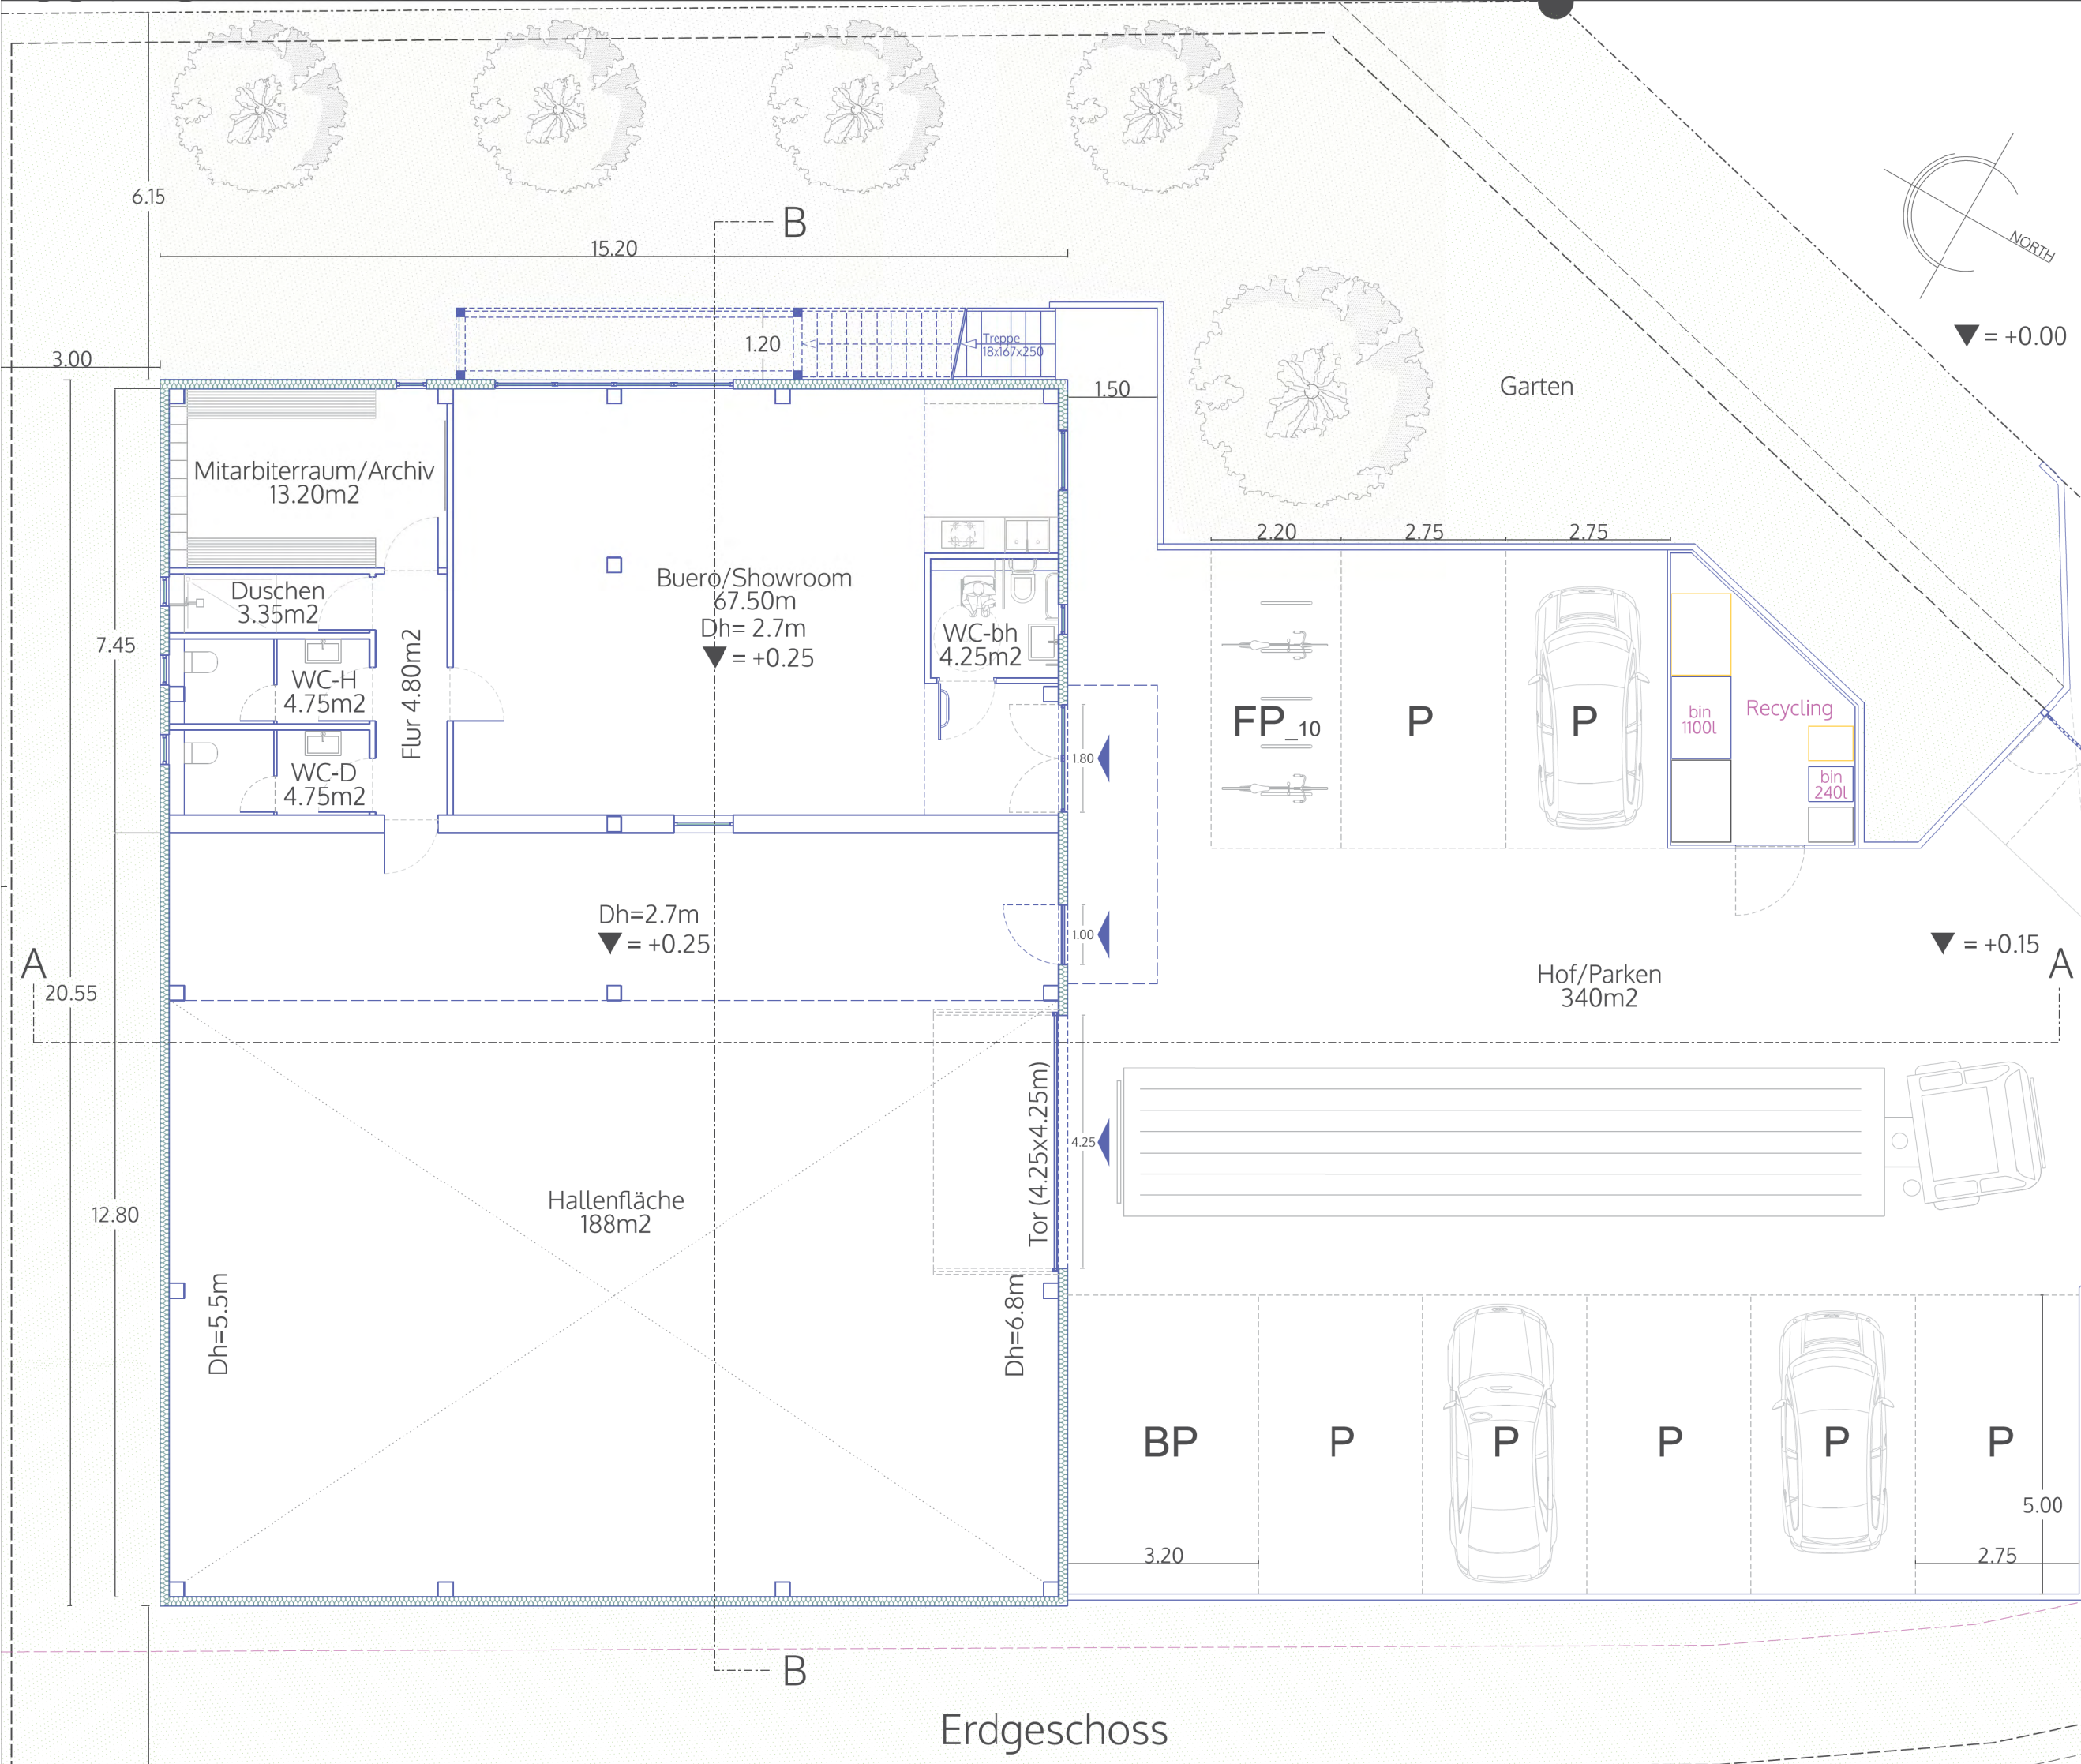 6.15
B
15.20
NORTH
= +0.00
3.00
1.20
Treppe
18x167x250
1.50
Garten
Mitarbiterraum/Archiv
13.20m2
2.20
2.75
2.75
Duschen
3.35m2
Buero/Showroom
67.50m
Dh= 2.7m
= +0.25
WC-bh
4.25m2
7.45
WC-H
4.75m2
Flur 4.80m2
FP_10
P
P
bin
1100l
Recycling
WC-D
4.75m2
1.80
bin
240l
Dh=2.7m
= +0.25
1.00
= +0.15
A
20.55
Hof/Parken
340m2
A
Tor (4.25x4.25m)
4.25
12.80
Hallenfläche
188m2
Dh=5.5m
Dh=6.8m
BP
P
P
P
P
P
5.00
3.20
2.75
B
Erdgeschoss